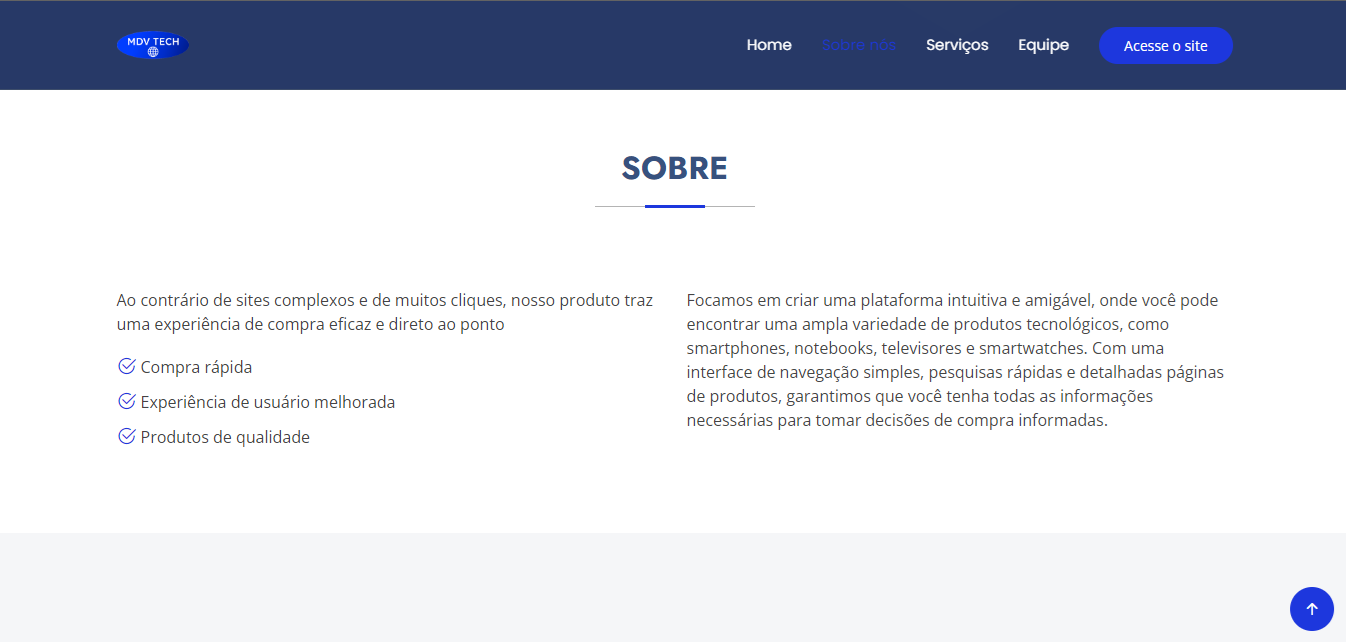 MDV TECH
Home
Sobre nós
Serviços
Equipe
Acesse o site
SOBRE
Ao contrário de sites complexos e de muitos cliques, nosso produto traz
uma experiência de compra eficaz e direto ao ponto
Compra rápida
Experiência de usuário melhorada
Produtos de qualidade
Focamos em criar uma plataforma intuitiva e amigável, onde você pode
encontrar uma ampla variedade de produtos tecnológicos, como
smartphones, notebooks, televisores e smartwatches. Com uma
interface de navegação simples, pesquisas rápidas e detalhadas páginas
de produtos, garantimos que você tenha todas as informações
necessárias para tomar decisões de compra informadas.